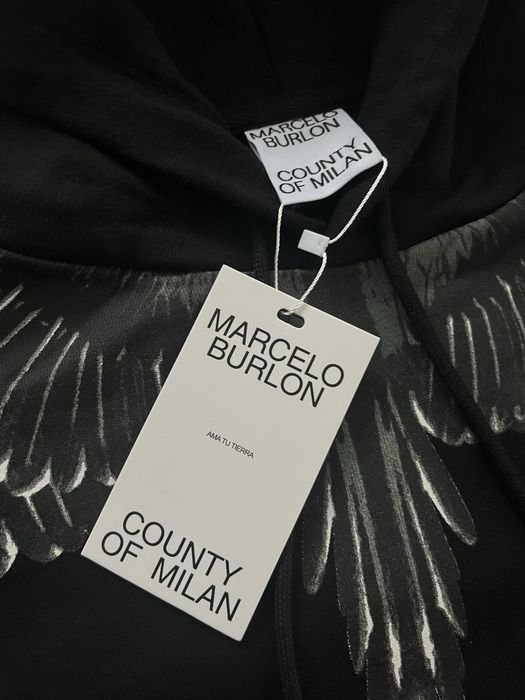 MARCELO
BURLON
COUNTY
OF MILAN
MARCELO
BURLON
AMA TU TIERRA
COUNTY
OF MILAN